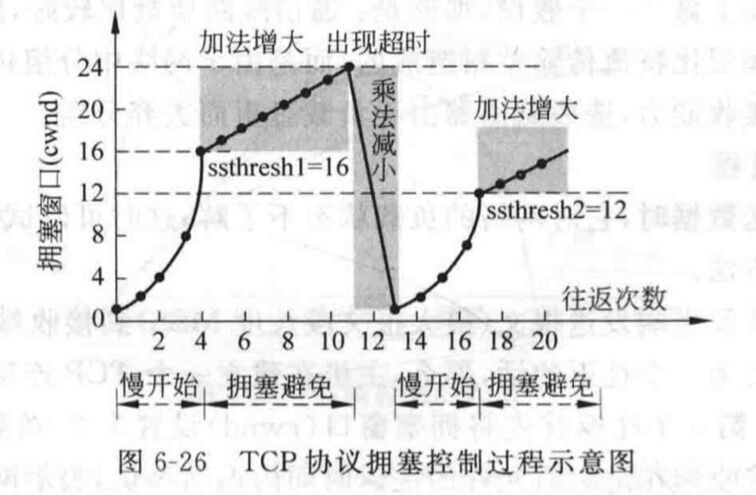 加法增大 出现超时
24
20
16
12
8
4
0
拥塞窗口(cwnd)
乘法减小
加法增大
ssthresh1=16
ssthresh2=12
往返次数
0 2 4 6 8 10 12 14 16 18 20
慢开始 拥塞避免 慢开始 拥塞避免
图 6-26 TCP 协议拥塞控制过程示意图